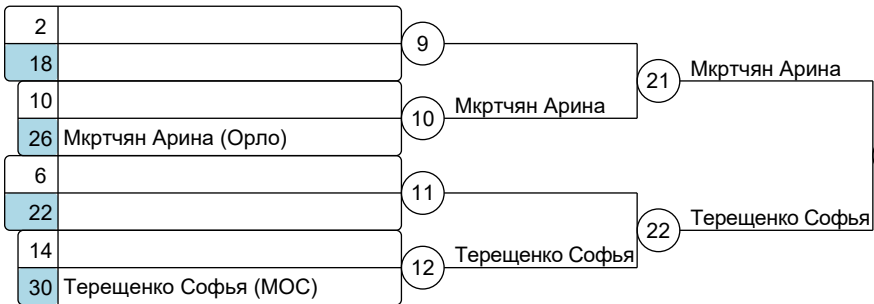 2
9
18
21 Мкртчян Арина
10
10 Мкртчян Арина
26 Мкртчян Арина (Орло)
6
11
22
22 Терещенко Софья
14
12 Терещенко Софья
30 Терещенко Софья (МОС)